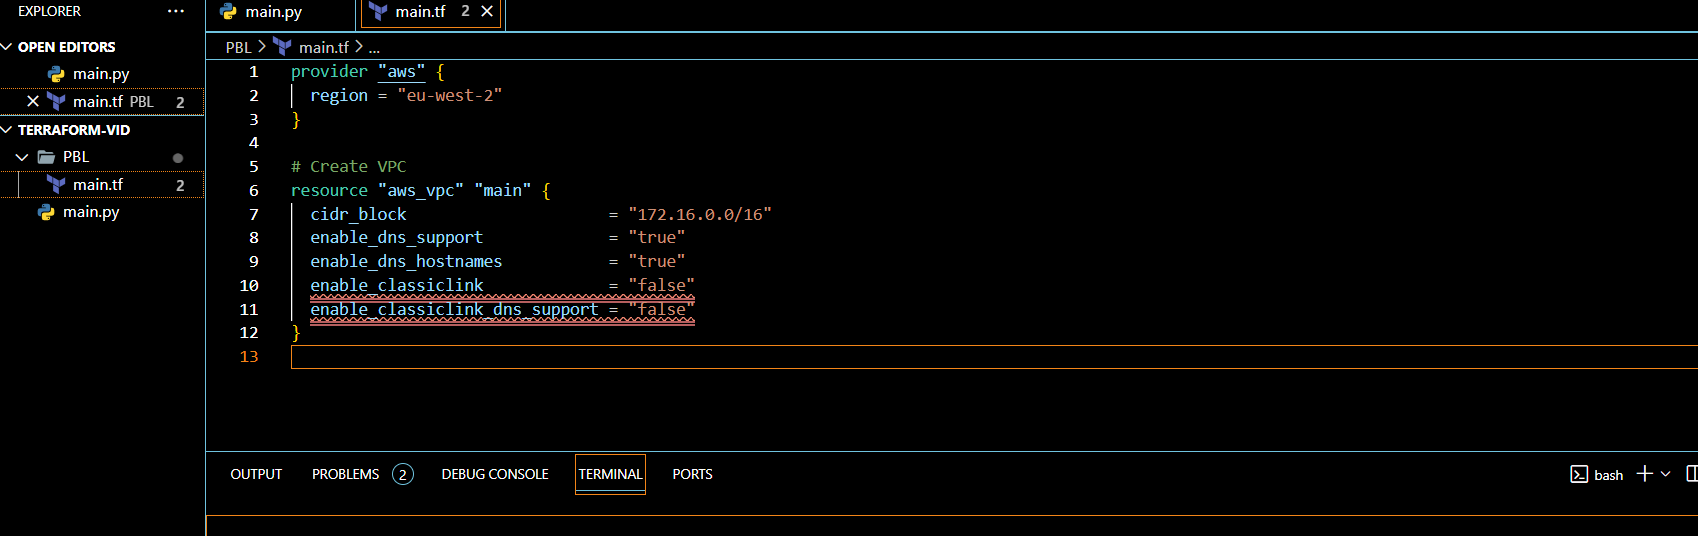 EXPLORER ···
OPEN EDITORS
main.py
main.tf PBL 2
TERRAFORM-VID
PBL
main.tf 2
main.py
main.py main.tf 2
PBL > main.tf > ...
1 provider "aws" {
2 region = "eu-west-2"
3 }
4
5 # Create VPC
6 resource "aws_vpc" "main" {
7 cidr_block = "172.16.0.0/16"
8 enable_dns_support = "true"
9 enable_dns_hostnames = "true"
10 enable_classiclink = "false"
11 enable_classiclink_dns_support = "false"
12 }
13
OUTPUT PROBLEMS 2 DEBUG CONSOLE TERMINAL PORTS
bash